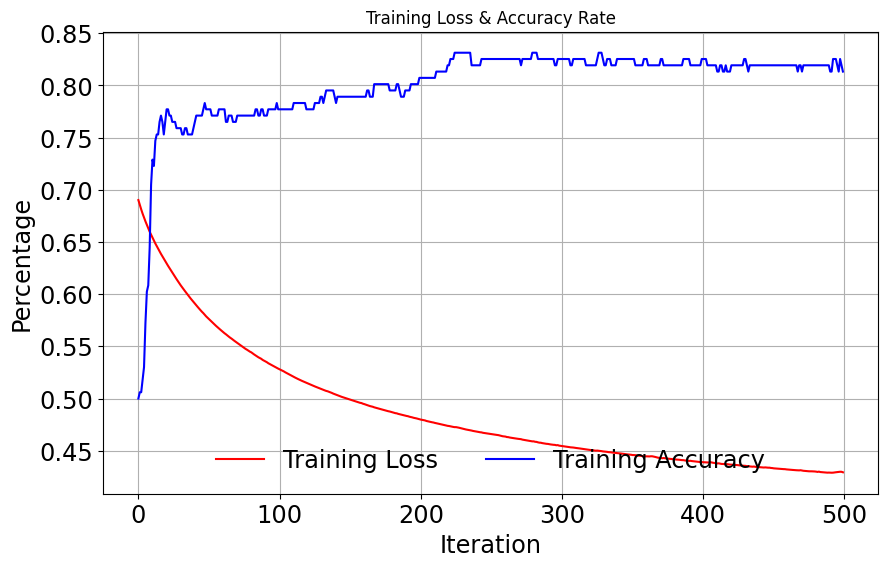 Training Loss & Accuracy Rate
0.85
0.80
0.75
0.70
0.65
0.60
0.55
0.50
0.45
Percentage
Training Loss
Training Accuracy
0 100 200 300 400 500
Iteration